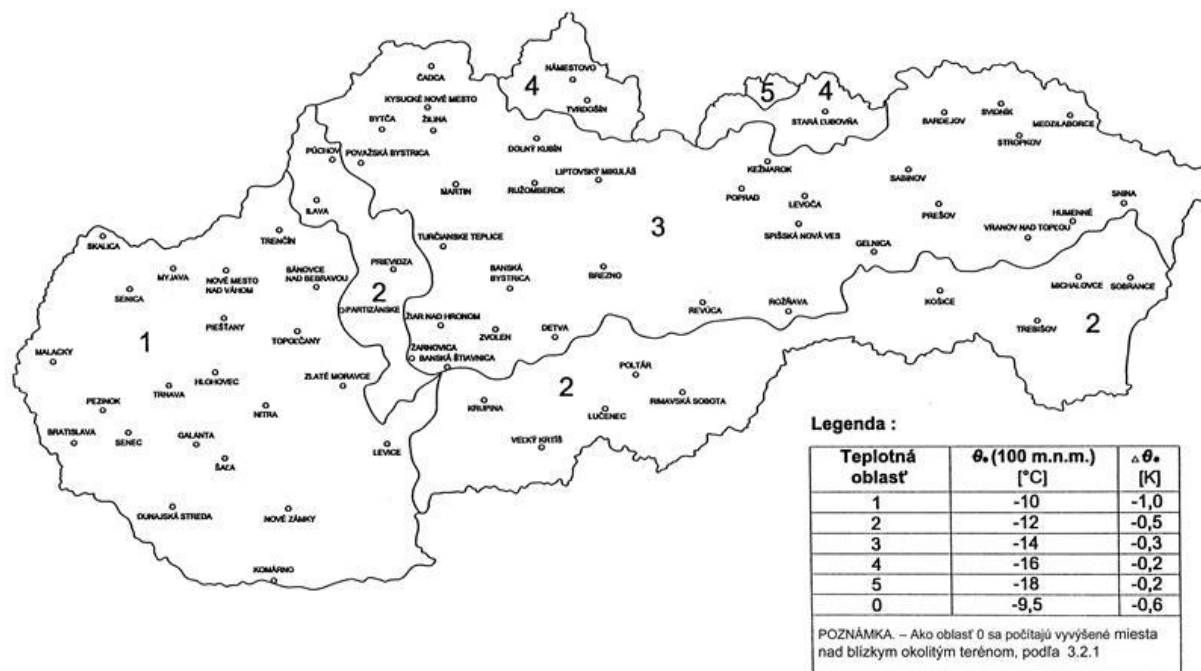 4
NÁMESTOVO
TVRDOŠÍN
5
4
STARÁ ĽUBOVŇA
ČADCA
KYSUCKÉ NOVÉ MESTO
BYTČA
ŽILINA
DOLNÝ KUBÍN
BARDEJOV
SVIDNÍK
MEDZILABORCE
STROPKOV
PÚCHOV
POVAŽSKÁ BYSTRICA
LIPTOVSKÝ MIKULÁŠ
KEŽMAROK
SABINOV
MARTIN
RUŽOMBEROK
POPRAD
LEVOČA
SNINA
ILAVA
3
PREŠOV
HUMENNÉ
TRENČÍN
TURČIANSKE TEPLICE
SPIŠSKÁ NOVÁ VES
VRANOV NAD TOPĽOU
SKALICA
GELNICA
MYJAVA
NOVÉ MESTO
NAD VÁHOM
BÁNOVCE
NAD BEBRAVOU
PRIEVIDZA
BANSKÁ
BYSTRICA
BREZNO
SENICA
2
KOŠICE
MICHALOVCE
SOBRANCE
PARTIZÁNSKE
REVÚCA
ROŽŇAVA
PIEŠŤANY
ŽIAR NAD HRONOM
TREBIŠOV
2
1
TOPOĽČANY
ZVOLEN
DETVA
MALACKY
ŽARNOVICA
BANSKÁ ŠTIAVNICA
POLTÁR
HLOHOVEC
ZLATÉ MORAVCE
2
TRNAVA
RIMAVSKÁ SOBOTA
PEZINOK
NITRA
KRUPINA
LUČENEC
BRATISLAVA
SENEC
GALANTA
LEVICE
VEĽKÝ KRTÍŠ
ŠAĽA
DUNAJSKÁ STREDA
NOVÉ ZÁMKY
KOMÁRNO
Legenda :
Teplotná oblasť θₑ (100 m.n.m.) [°C] △θₑ [K]
1 -10 -1,0
2 -12 -0,5
3 -14 -0,3
4 -16 -0,2
5 -18 -0,2
0 -9,5 -0,6
POZNÁMKA. – Ako oblasť 0 sa počítajú vyvýšené miesta
nad blízkym okolitým terénom, podľa 3.2.1